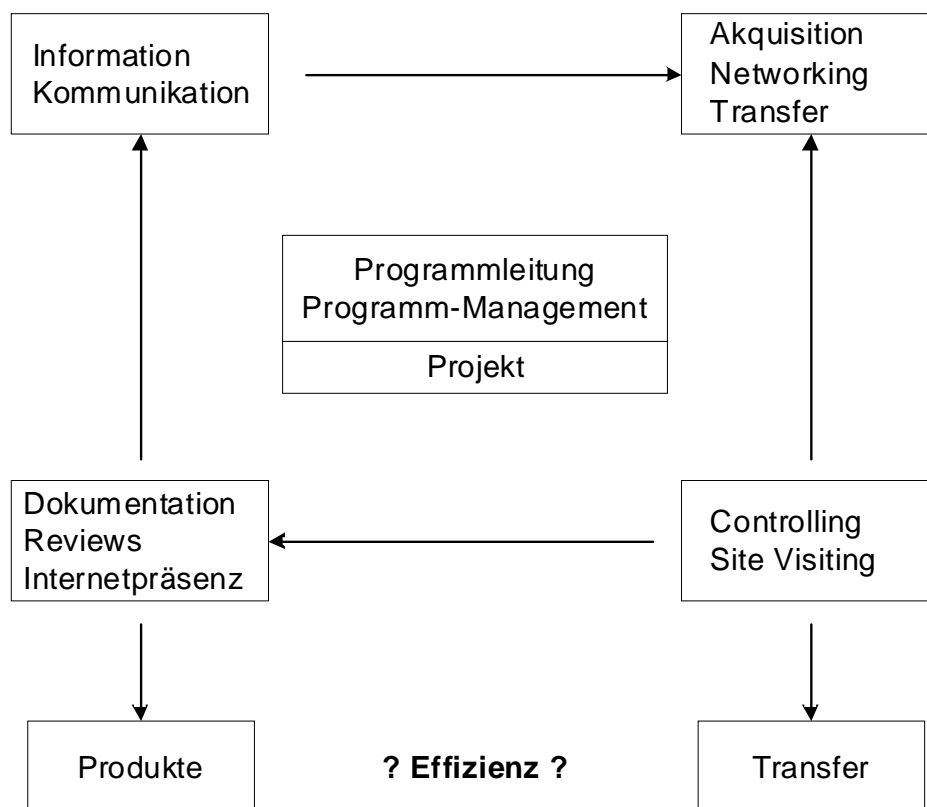 Information
Kommunikation
Akquisition
Networking
Transfer
Programmleitung
Programm-Management
Projekt
Dokumentation
Reviews
Internetpräsenz
Controlling
Site Visiting
Produkte
? Effizienz ?
Transfer